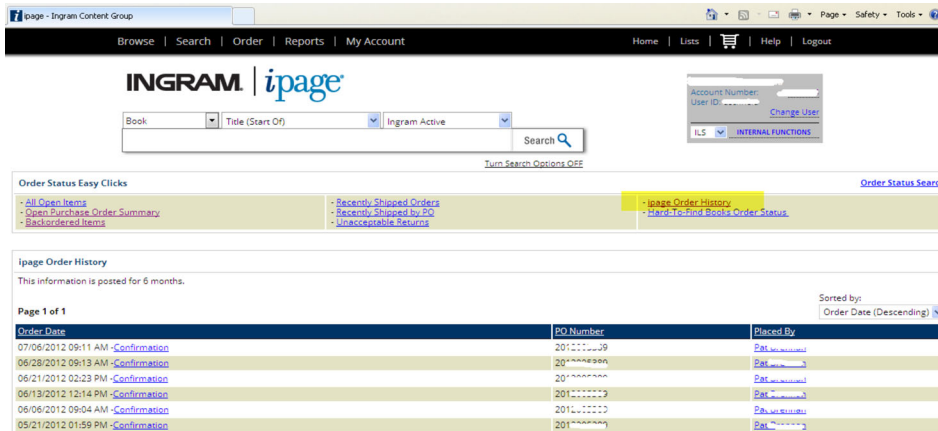 ipage - Ingram Content Group
Page Safety Tools
Browse | Search | Order | Reports | My Account
Home | Lists | Help | Logout
INGRAM | ipage
Account Number:
User ID:
Change User
ILS INTERNAL FUNCTIONS
Book Title (Start Of) Ingram Active
Search
Turn Search Options OFF
Order Status Easy Clicks Order Status Sear
- All Open Items - Recently Shipped Orders - ipage Order History
- Open Purchase Order Summary - Recently Shipped by PO - Hard-To-Find Books Order Status
- Backordered Items - Unacceptable Returns
ipage Order History
This information is posted for 6 months.
Sorted by:
Page 1 of 1 Order Date (Descending)
Order Date PO Number Placed By
07/06/2012 09:11 AM -Confirmation Pat
06/28/2012 09:13 AM -Confirmation Pat
06/21/2012 02:23 PM -Confirmation Pat
06/13/2012 12:14 PM -Confirmation Pat
06/06/2012 09:04 AM -Confirmation Pat
05/21/2012 01:59 PM -Confirmation Pat